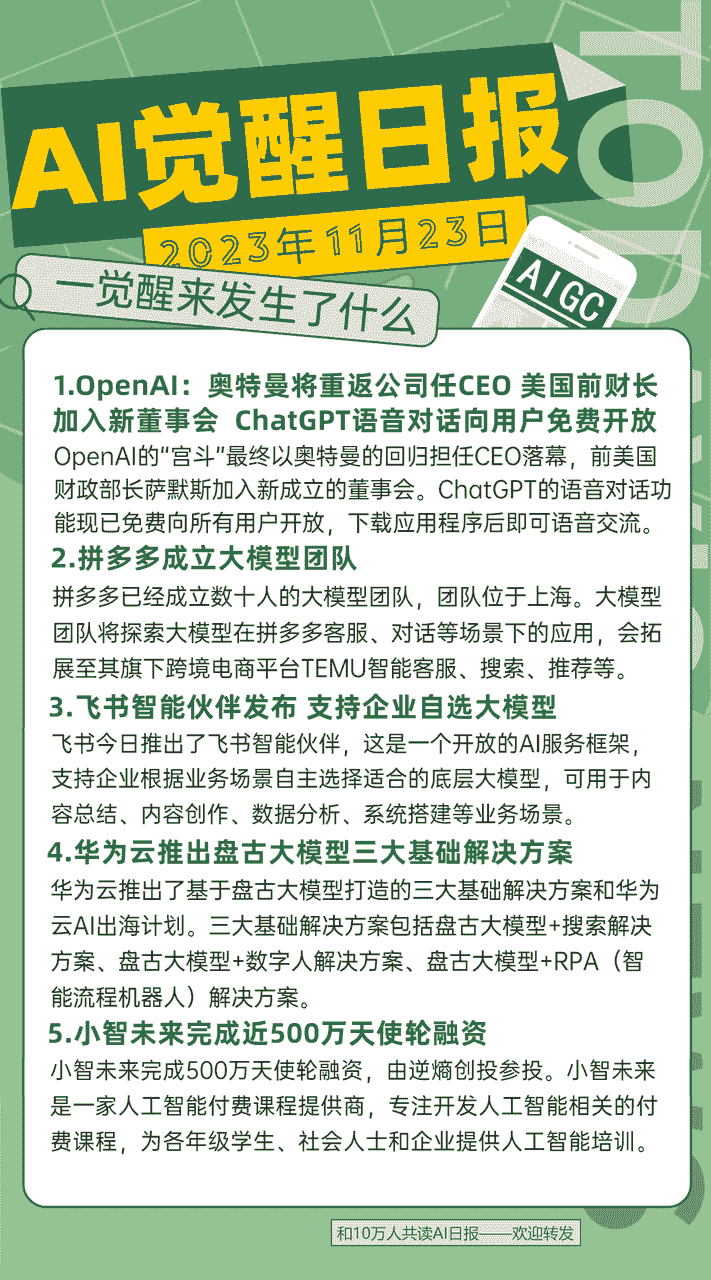 AI觉醒日报
2023年11月23日
一觉醒来发生了什么
AIGC
1.OpenAI：奥特曼将重返公司任CEO 美国前财长
加入新董事会 ChatGPT语音对话向用户免费开放
OpenAI的“宫斗”最终以奥特曼的回归担任CEO落幕，前美国
财政部长萨默斯加入新成立的董事会。ChatGPT的语音对话功
能现已免费向所有用户开放，下载应用程序后即可语音交流。
2.拼多多成立大模型团队
拼多多已经成立数十人的大模型团队，团队位于上海。大模型
团队将探索大模型在拼多多客服、对话等场景下的应用，会拓
展至其旗下跨境电商平台TEMU智能客服、搜索、推荐等。
3.飞书智能伙伴发布 支持企业自选大模型
飞书今日推出了飞书智能伙伴，这是一个开放的AI服务框架，
支持企业根据业务场景自主选择适合的底层大模型，可用于内
容总结、内容创作、数据分析、系统搭建等业务场景。
4.华为云推出盘古大模型三大基础解决方案
华为云推出了基于盘古大模型打造的三大基础解决方案和华为
云AI出海计划。三大基础解决方案包括盘古大模型+搜索解决
方案、盘古大模型+数字人解决方案、盘古大模型+RPA（智
能流程机器人）解决方案。
5.小智未来完成近500万天使轮融资
小智未来完成500万天使轮融资，由逆熵创投参投。小智未来
是一家人工智能付费课程提供商，专注开发人工智能相关的付
费课程，为各年级学生、社会人士和企业提供人工智能培训。
和10万人共读AI日报——欢迎转发